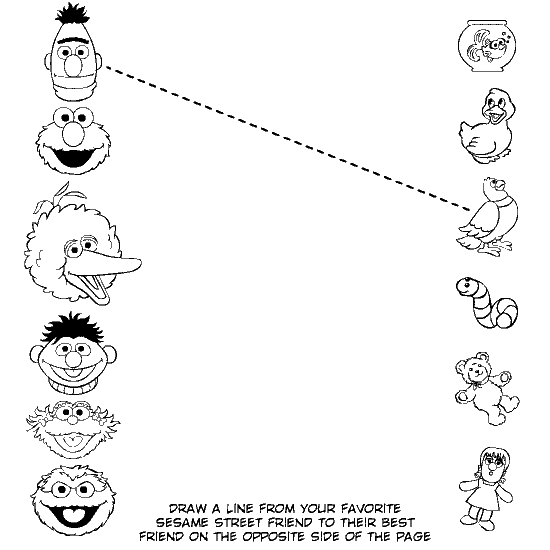 DRAW A LINE FROM YOUR FAVORITE
SESAME STREET FRIEND TO THEIR BEST
FRIEND ON THE OPPOSITE SIDE OF THE PAGE